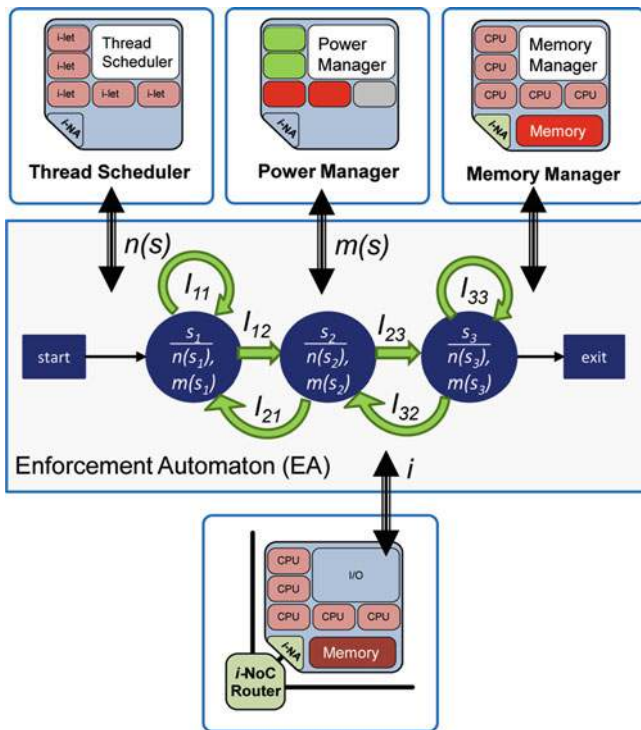 i-let
Thread
Scheduler
i-let
i-let
i-let
i-let
i-NA
Thread Scheduler
Power
Manager
i-NA
Power Manager
CPU
Memory
Manager
CPU
CPU
CPU
CPU
i-NA
Memory
Memory Manager
n(s)
m(s)
I11
I12
I23
I33
start
s1
n(s1),
m(s1)
s2
n(s2),
m(s2)
s3
n(s3),
m(s3)
exit
I21
I32
Enforcement Automaton (EA)
i
CPU
I/O
CPU
CPU
CPU
CPU
i-NA
Memory
i-NoC
Router